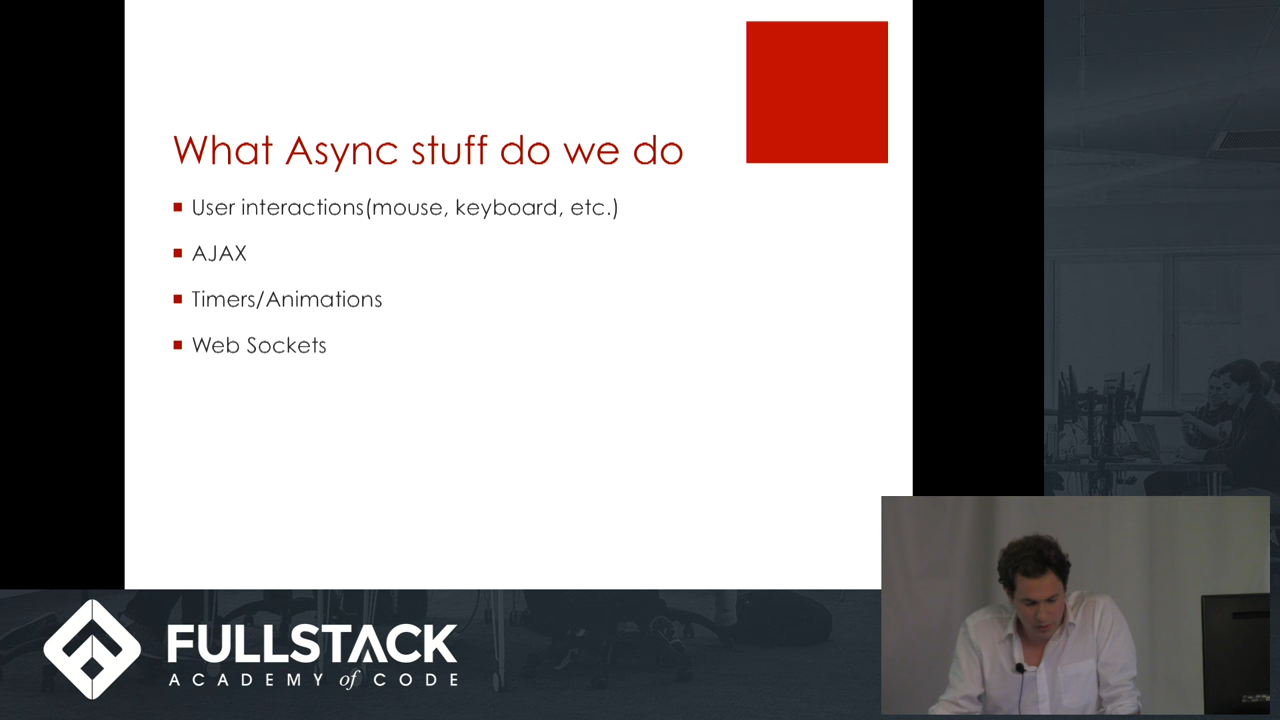 What Async stuff do we do
User interactions(mouse, keyboard, etc.)
AJAX
Timers/Animations
Web Sockets
FULLSTACK
ACADEMY of CODE